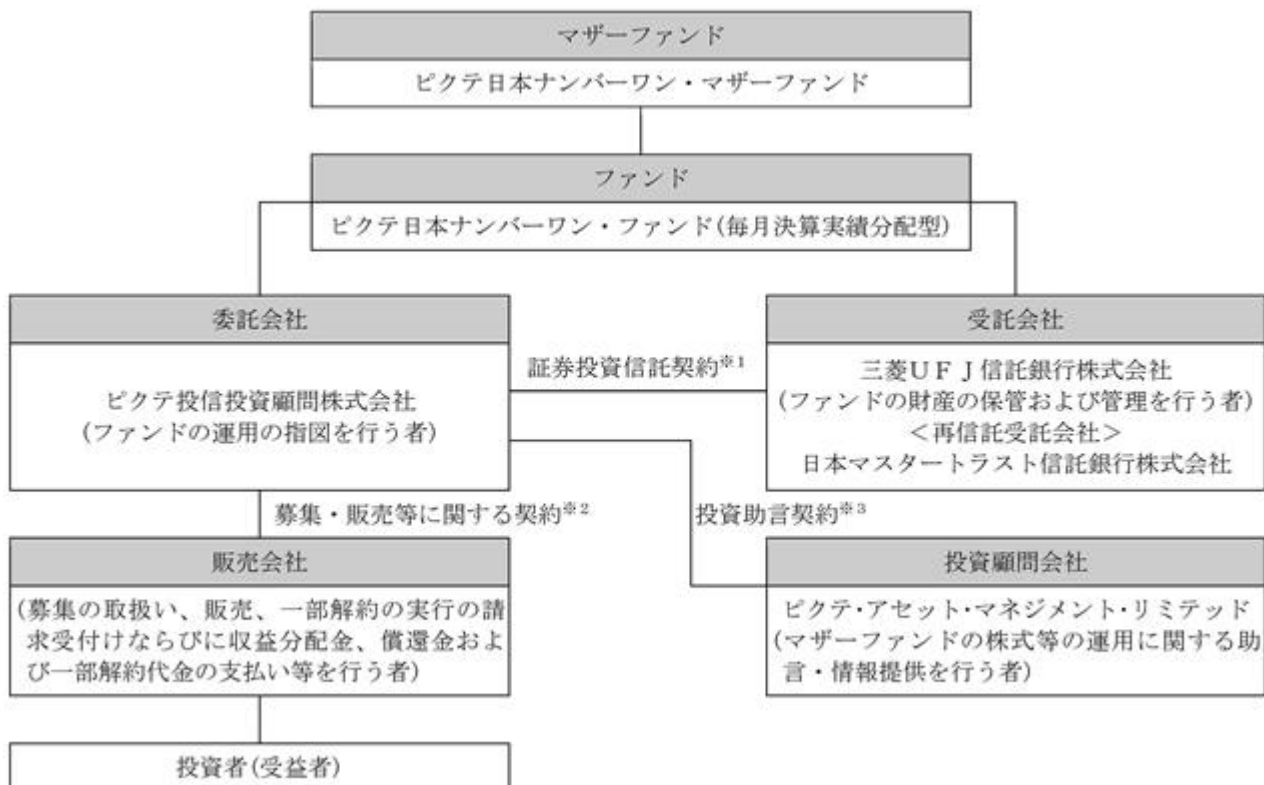 マザーファンド
ピクテ日本ナンバーワン・マザーファンド
ファンド
ピクテ日本ナンバーワン・ファンド(毎月決算実績分配型)
委託会社
ピクテ投信投資顧問株式会社
(ファンドの運用の指図を行う者)
証券投資信託契約※1
受託会社
三菱UFJ信託銀行株式会社
(ファンドの財産の保管および管理を行う者)
<再信託受託会社>
日本マスタートラスト信託銀行株式会社
募集・販売等に関する契約※2
投資助言契約※3
販売会社
(募集の取扱い、販売、一部解約の実行の請
求受付けならびに収益分配金、償還金およ
び一部解約代金の支払い等を行う者)
投資顧問会社
ピクテ・アセット・マネジメント・リミテッド
(マザーファンドの株式等の運用に関する助
言・情報提供を行う者)
投資者(受益者)